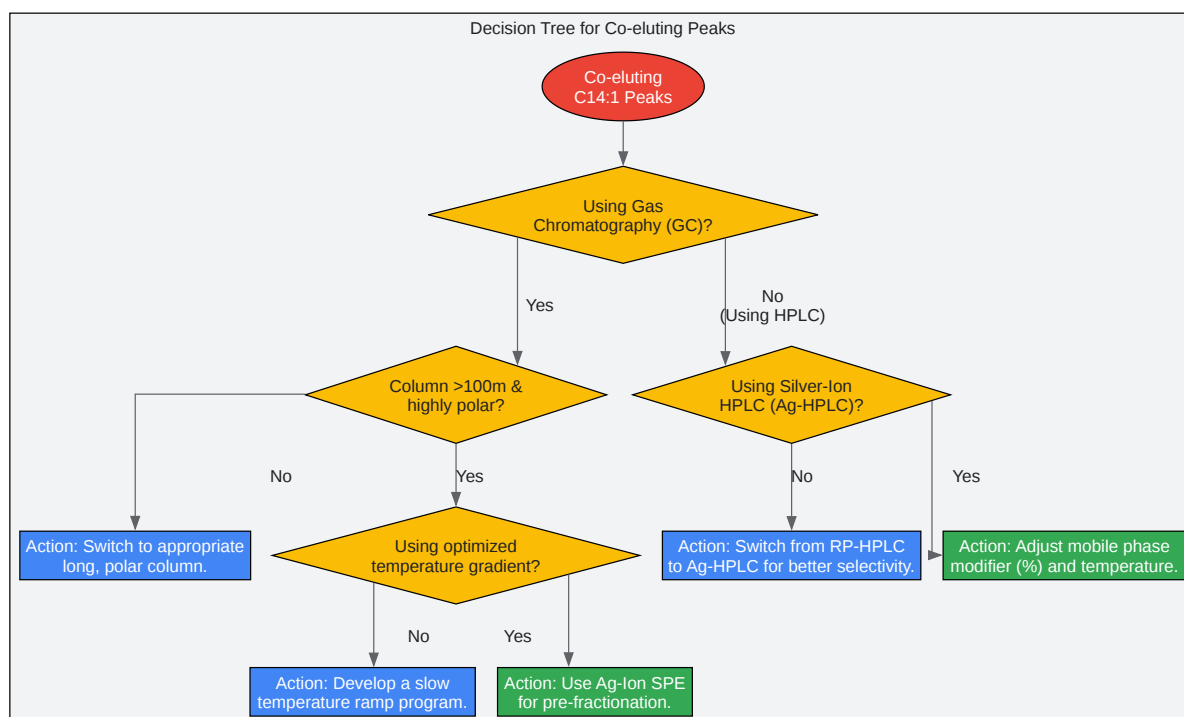 Decision Tree for Co-eluting Peaks
Co-eluting
C14:1 Peaks
Using Gas
Chromatography (GC)?
Yes
No
(Using HPLC)
Column >100m &
highly polar?
Using Silver-Ion
HPLC (Ag-HPLC)?
No
Yes
No
Yes
Action: Switch to appropriate
long, polar column.
Using optimized
temperature gradient?
Action: Switch from RP-HPLC
to Ag-HPLC for better selectivity.
Action: Adjust mobile phase
modifier (%) and temperature.
No
Yes
Action: Develop a slow
temperature ramp program.
Action: Use Ag-Ion SPE
for pre-fractionation.